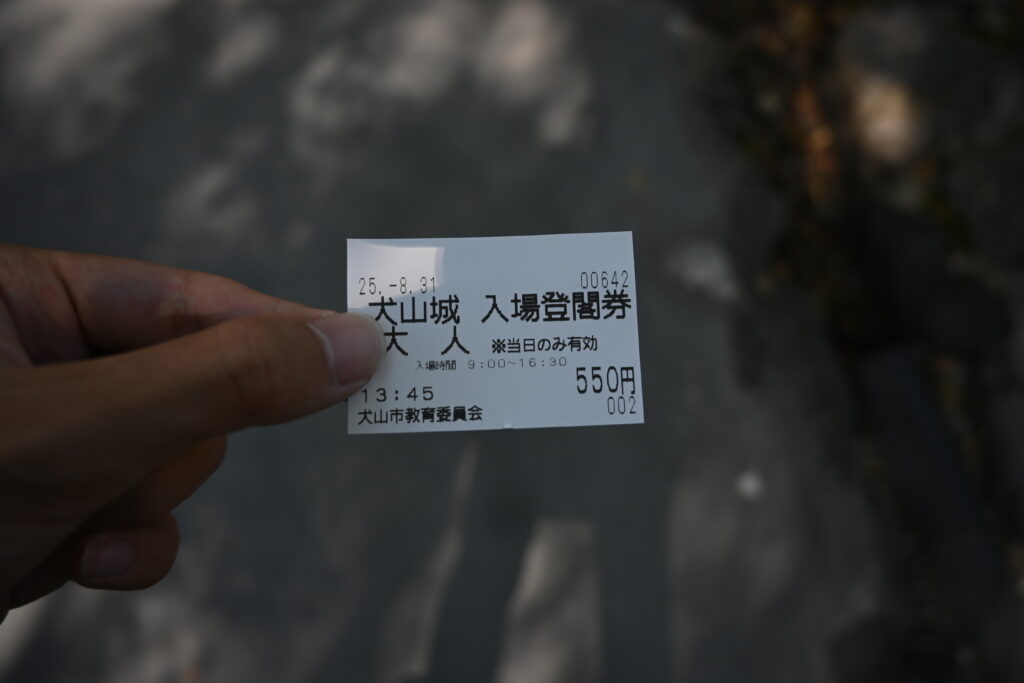 25.-8.31 00642
犬山城 入場登閣券
大人 ※当日のみ有効
入場時間 9:00~16:30
550円
13:45
002
犬山市教育委員会